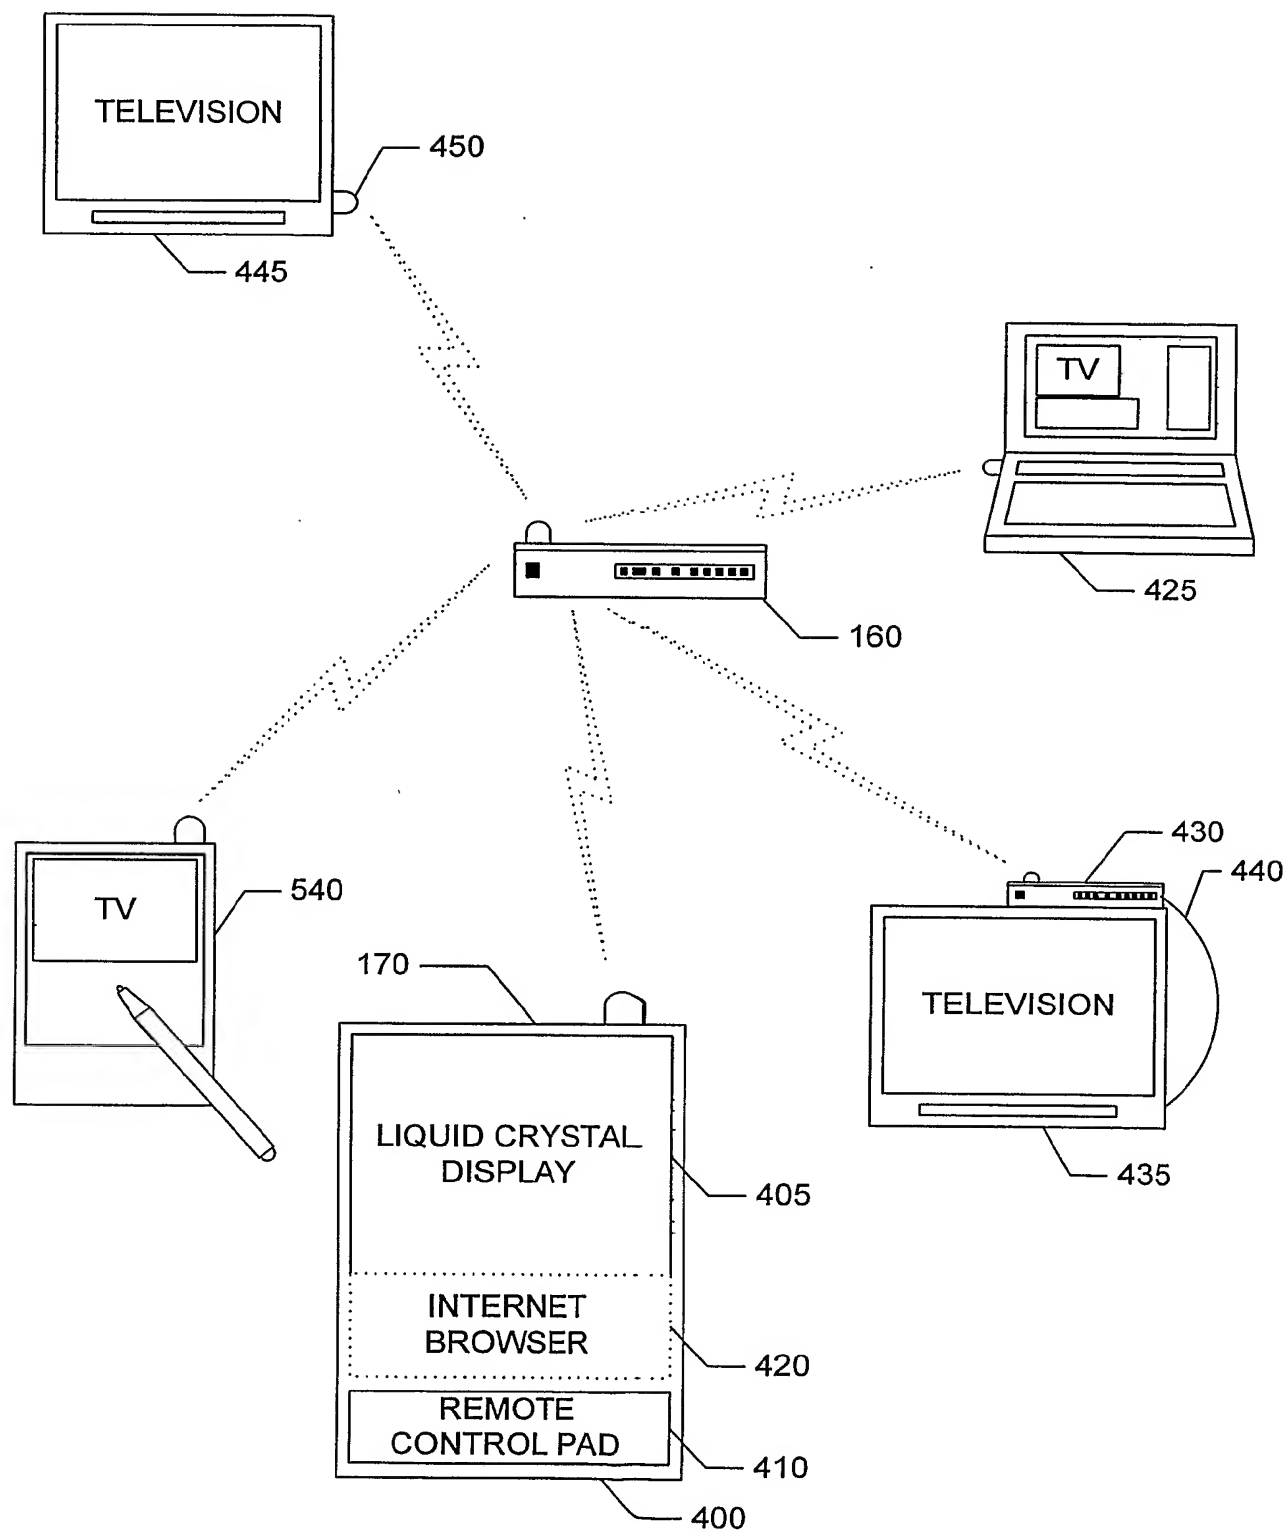 TELEVISION
450
445
TV
425
160
TV
540
430
440
TELEVISION
435
170
LIQUID CRYSTAL
DISPLAY
405
INTERNET
BROWSER
420
REMOTE
CONTROL PAD
410
400